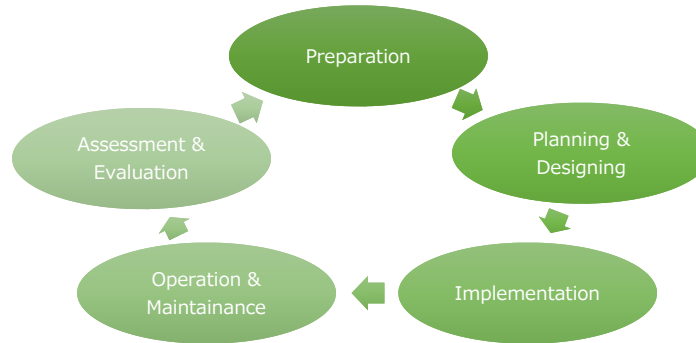 Preparation
Planning &
Designing
Implementation
Operation &
Maintainance
Assessment &
Evaluation